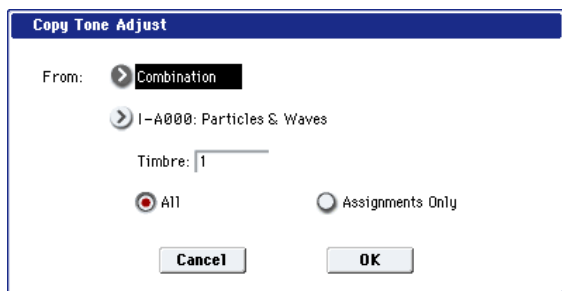 Copy Tone Adjust
From: Combination
I-A000: Particles & Waves
Timbre: 1
All Assignments Only
Cancel OK